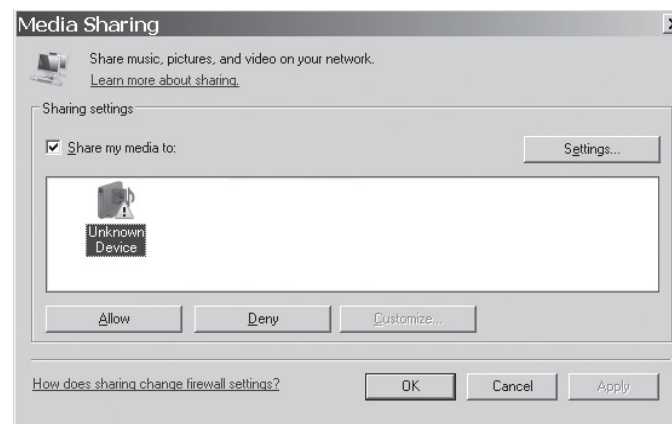 Media Sharing
Share music, pictures, and video on your network.
Learn more about sharing.
Sharing settings
Share my media to:
Settings...
Unknown
Device
Allow
Deny
Customize...
How does sharing change firewall settings?
OK
Cancel
Apply